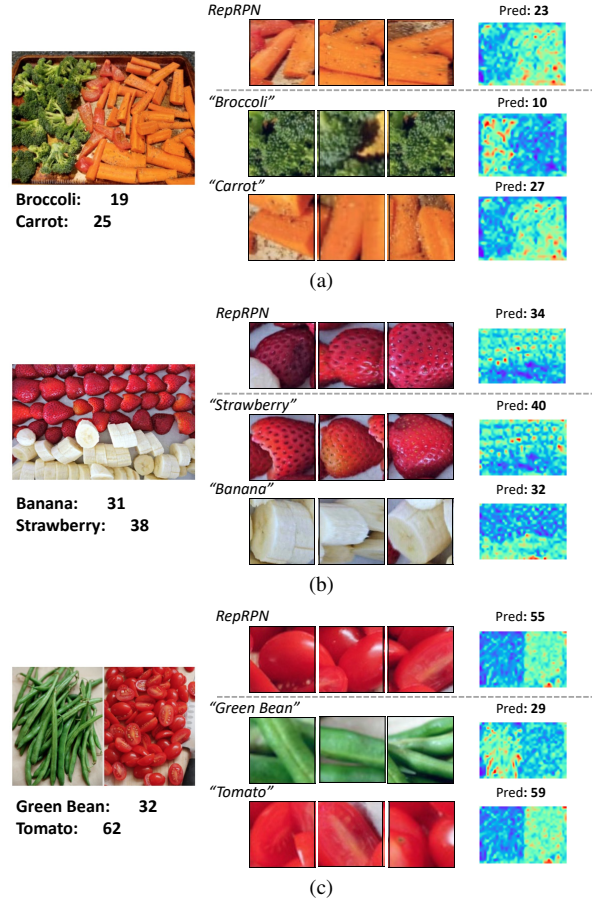 RepRPN
Pred: 23
"Broccoli"
Pred: 10
"Carrot"
Pred: 27
Broccoli: 19
Carrot: 25
(a)
RepRPN
Pred: 34
"Strawberry"
Pred: 40
"Banana"
Pred: 32
Banana: 31
Strawberry: 38
(b)
RepRPN
Pred: 55
"Green Bean"
Pred: 29
"Tomato"
Pred: 59
Green Bean: 32
Tomato: 62
(c)